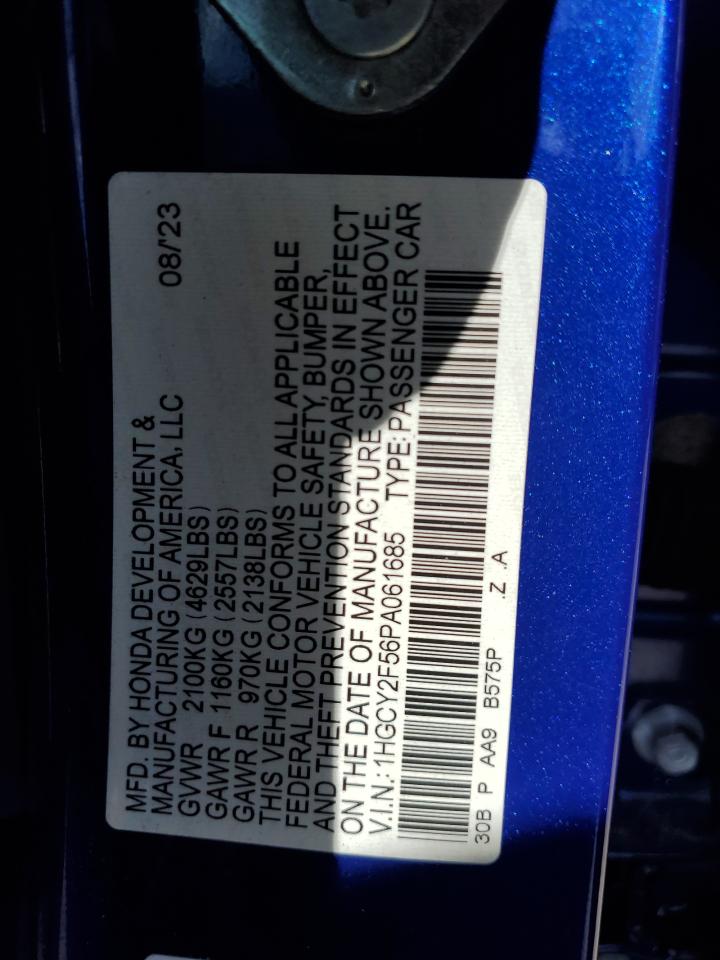 MFD. BY HONDA DEVELOPMENT &
MANUFACTURING OF AMERICA, LLC 08/'23
GVWR 2100KG (4629LBS)
GAWR F 1160KG (2557LBS)
GAWR R 970KG (2138LBS)
THIS VEHICLE CONFORMS TO ALL APPLICABLE
FEDERAL MOTOR VEHICLE SAFETY, BUMPER,
AND THEFT PREVENTION STANDARDS IN EFFECT
ON THE DATE OF MANUFACTURE SHOWN ABOVE.
V.I.N.: 1HGCY2F56PA061685 TYPE: PASSENGER CAR
30B P AA9 B575P .Z .A